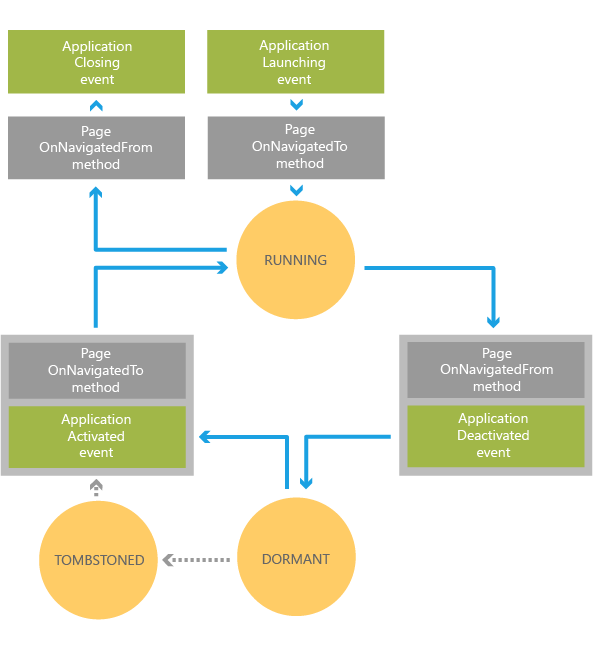 Application
Closing
event
Application
Launching
event
Page
OnNavigatedFrom
method
Page
OnNavigatedTo
method
RUNNING
Page
OnNavigatedTo
method
Application
Activated
event
Page
OnNavigatedFrom
method
Application
Deactivated
event
TOMBSTONED
DORMANT